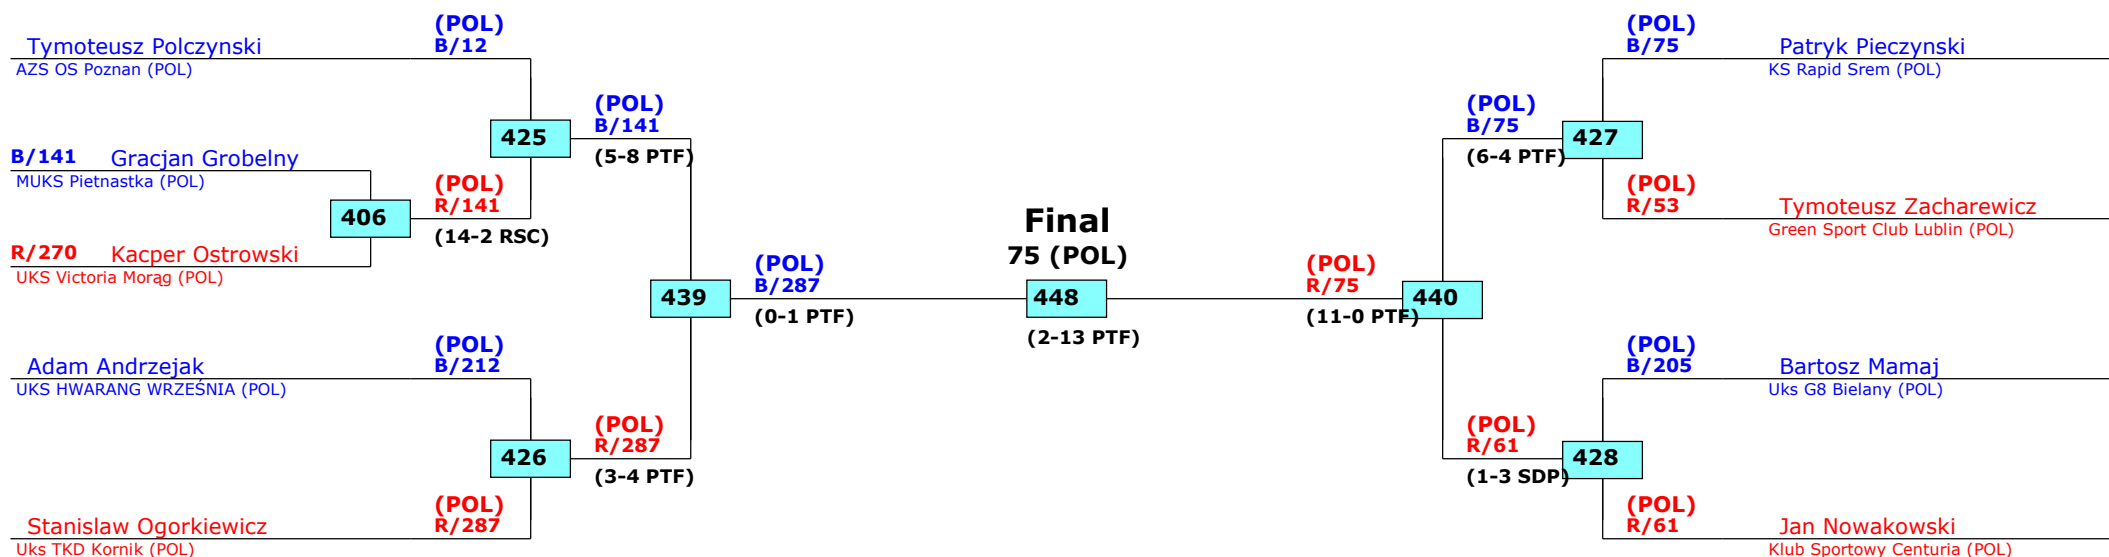 (POL)
B/12
Tymoteusz Polczynski
AZS OS Poznan (POL)
425
(POL)
B/141
(5-8 PTF)
B/141 Gracjan Grobelny
MUKS Pietnastka (POL)
406
(POL)
R/141
(14-2 RSC)
R/270 Kacper Ostrowski
UKS Victoria Morąg (POL)
439
(POL)
B/287
(0-1 PTF)
(POL)
B/212
Adam Andrzejak
UKS HWARANG WRZEŚNIA (POL)
426
(POL)
R/287
(3-4 PTF)
(POL)
R/287
Stanislaw Ogorkiewicz
Uks TKD Kornik (POL)
Final
75 (POL)
448
(2-13 PTF)
(POL)
R/75
(11-0 PTF)
440
(POL)
B/75
(6-4 PTF)
427
(POL)
B/75
Patryk Pieczynski
KS Rapid Srem (POL)
(POL)
R/53
Tymoteusz Zacharewicz
Green Sport Club Lublin (POL)
(POL)
R/61
(1-3 SDP)
428
(POL)
B/205
Bartosz Mamaj
Uks G8 Bielany (POL)
(POL)
R/61
Jan Nowakowski
Klub Sportowy Centuria (POL)